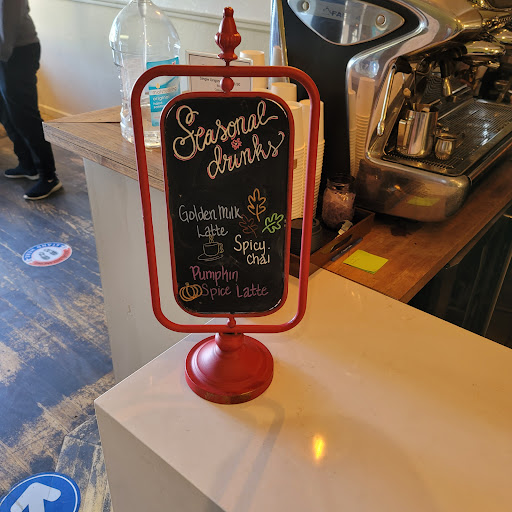 Seasonal
drinks
Golden Milk
Latte
Spicy
chai
Pumpkin
Spice Latte